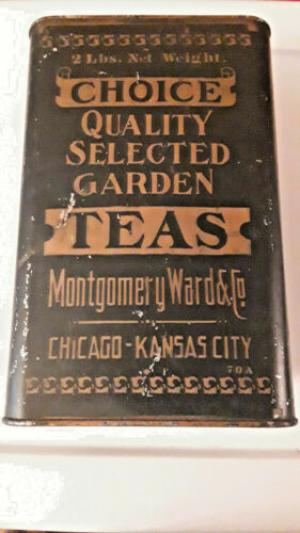 2 Lbs. Net Weight.
CHOICE
QUALITY
SELECTED
GARDEN
TEAS
Montgomery Ward & Co.
CHICAGO - KANSAS CITY
70A